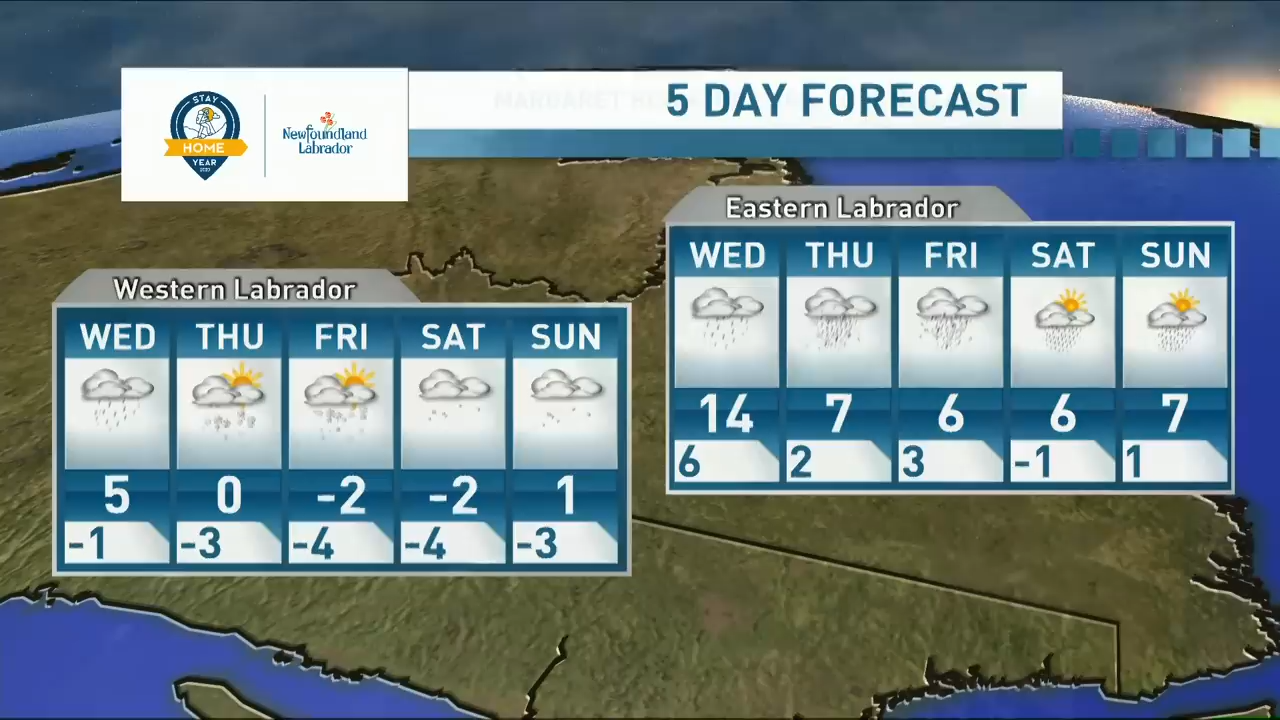 STAY
HOME
YEAR
Newfoundland
Labrador
5 DAY FORECAST
Western Labrador
WED THU FRI SAT SUN
5 0 -2 -2 1
-1 -3 -4 -4 -3
Eastern Labrador
WED THU FRI SAT SUN
14 7 6 6 7
6 2 3 -1 1